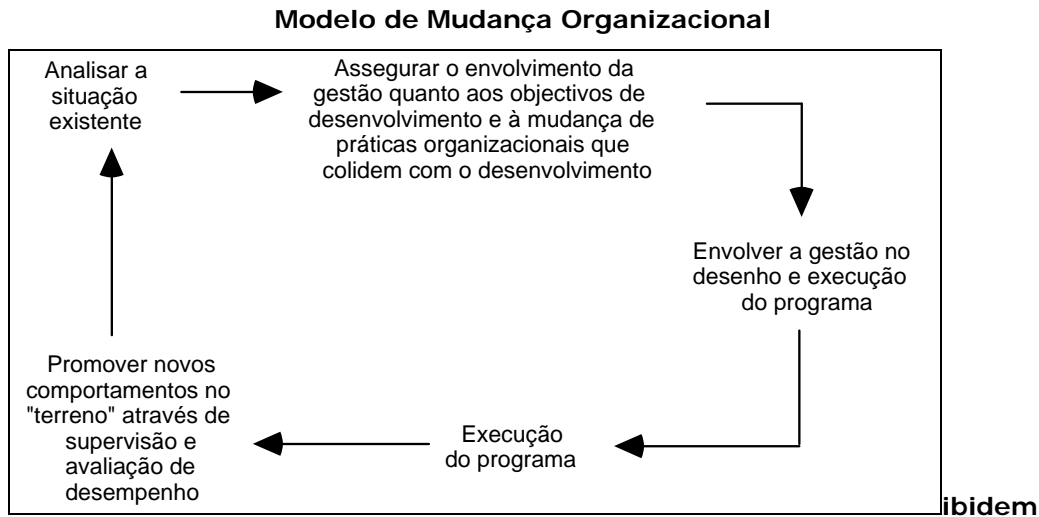 Modelo de Mudança Organizacional
Analisar a
situação
existente
Assegurar o envolvimento da
gestão quanto aos objectivos de
desenvolvimento e à mudança de
práticas organizacionais que
colidem com o desenvolvimento
Envolver a gestão no
desenho e execução
do programa
Execução
do programa
Promover novos
comportamentos no
"terreno" através de
supervisão e
avaliação de
desempenho
ibidem